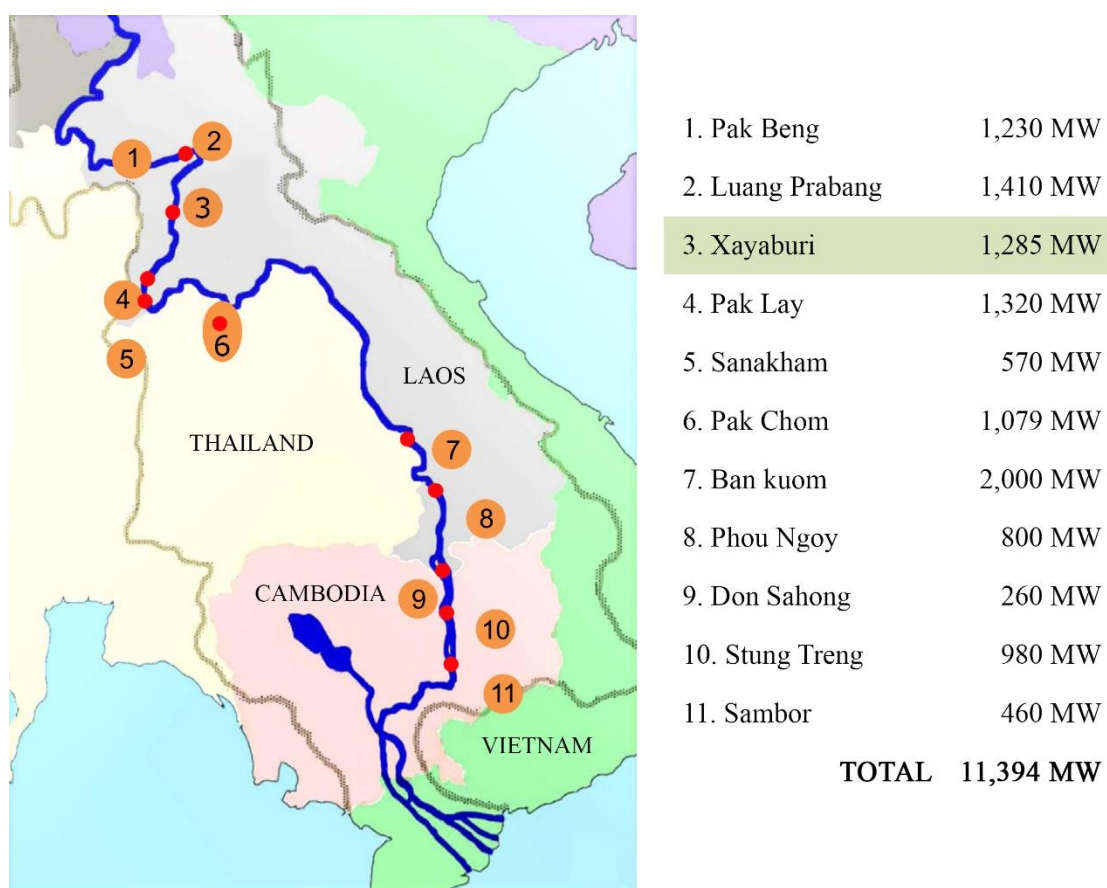 1
2
3
4
5
6
7
8
9
10
11
LAOS
THAILAND
CAMBODIA
VIETNAM
1. Pak Beng 1,230 MW
2. Luang Prabang 1,410 MW
3. Xayaburi 1,285 MW
4. Pak Lay 1,320 MW
5. Sanakham 570 MW
6. Pak Chom 1,079 MW
7. Ban kuom 2,000 MW
8. Phou Ngoy 800 MW
9. Don Sahong 260 MW
10. Stung Treng 980 MW
11. Sambor 460 MW
TOTAL 11,394 MW